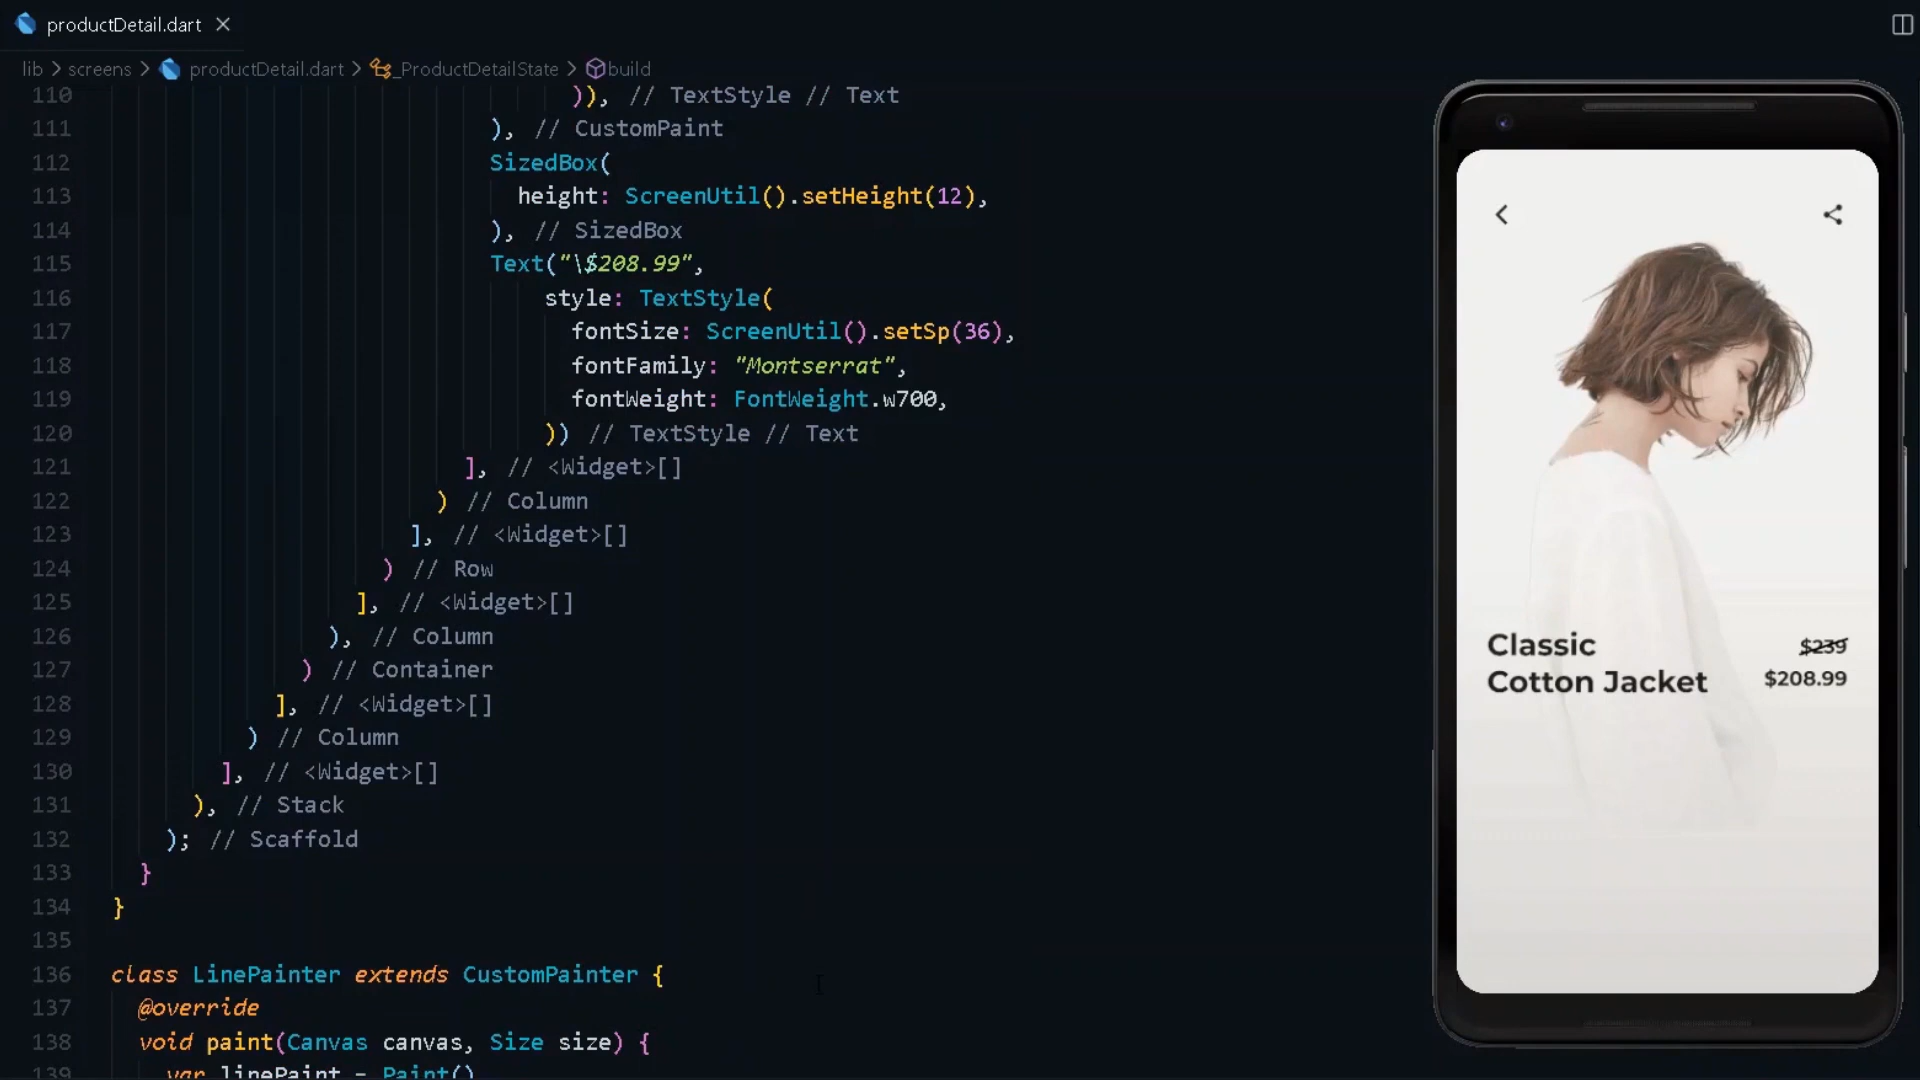 productDetail.dart
lib > screens > productDetail.dart > _ProductDetailState > build
110 )), // TextStyle // Text
111 ), // CustomPaint
112 SizedBox(
113 height: ScreenUtil().setHeight(12),
114 ), // SizedBox
115 Text("\$208.99",
116 style: TextStyle(
117 fontSize: ScreenUtil().setSp(36),
118 fontFamily: "Montserrat",
119 fontWeight: FontWeight.w700,
120 )) // TextStyle // Text
121 ], // <Widget>[]
122 ) // Column
123 ], // <Widget>[]
124 ) // Row
125 ], // <Widget>[]
126 ), // Column
127 ) // Container
128 ], // <Widget>[]
129 ) // Column
130 ], // <Widget>[]
131 ), // Stack
132 ); // Scaffold
133 }
134 }
135
136 class LinePainter extends CustomPainter {
137 @override
138 void paint(Canvas canvas, Size size) {
139 var linePaint = Paint()
Classic
Cotton Jacket
$239
$208.99